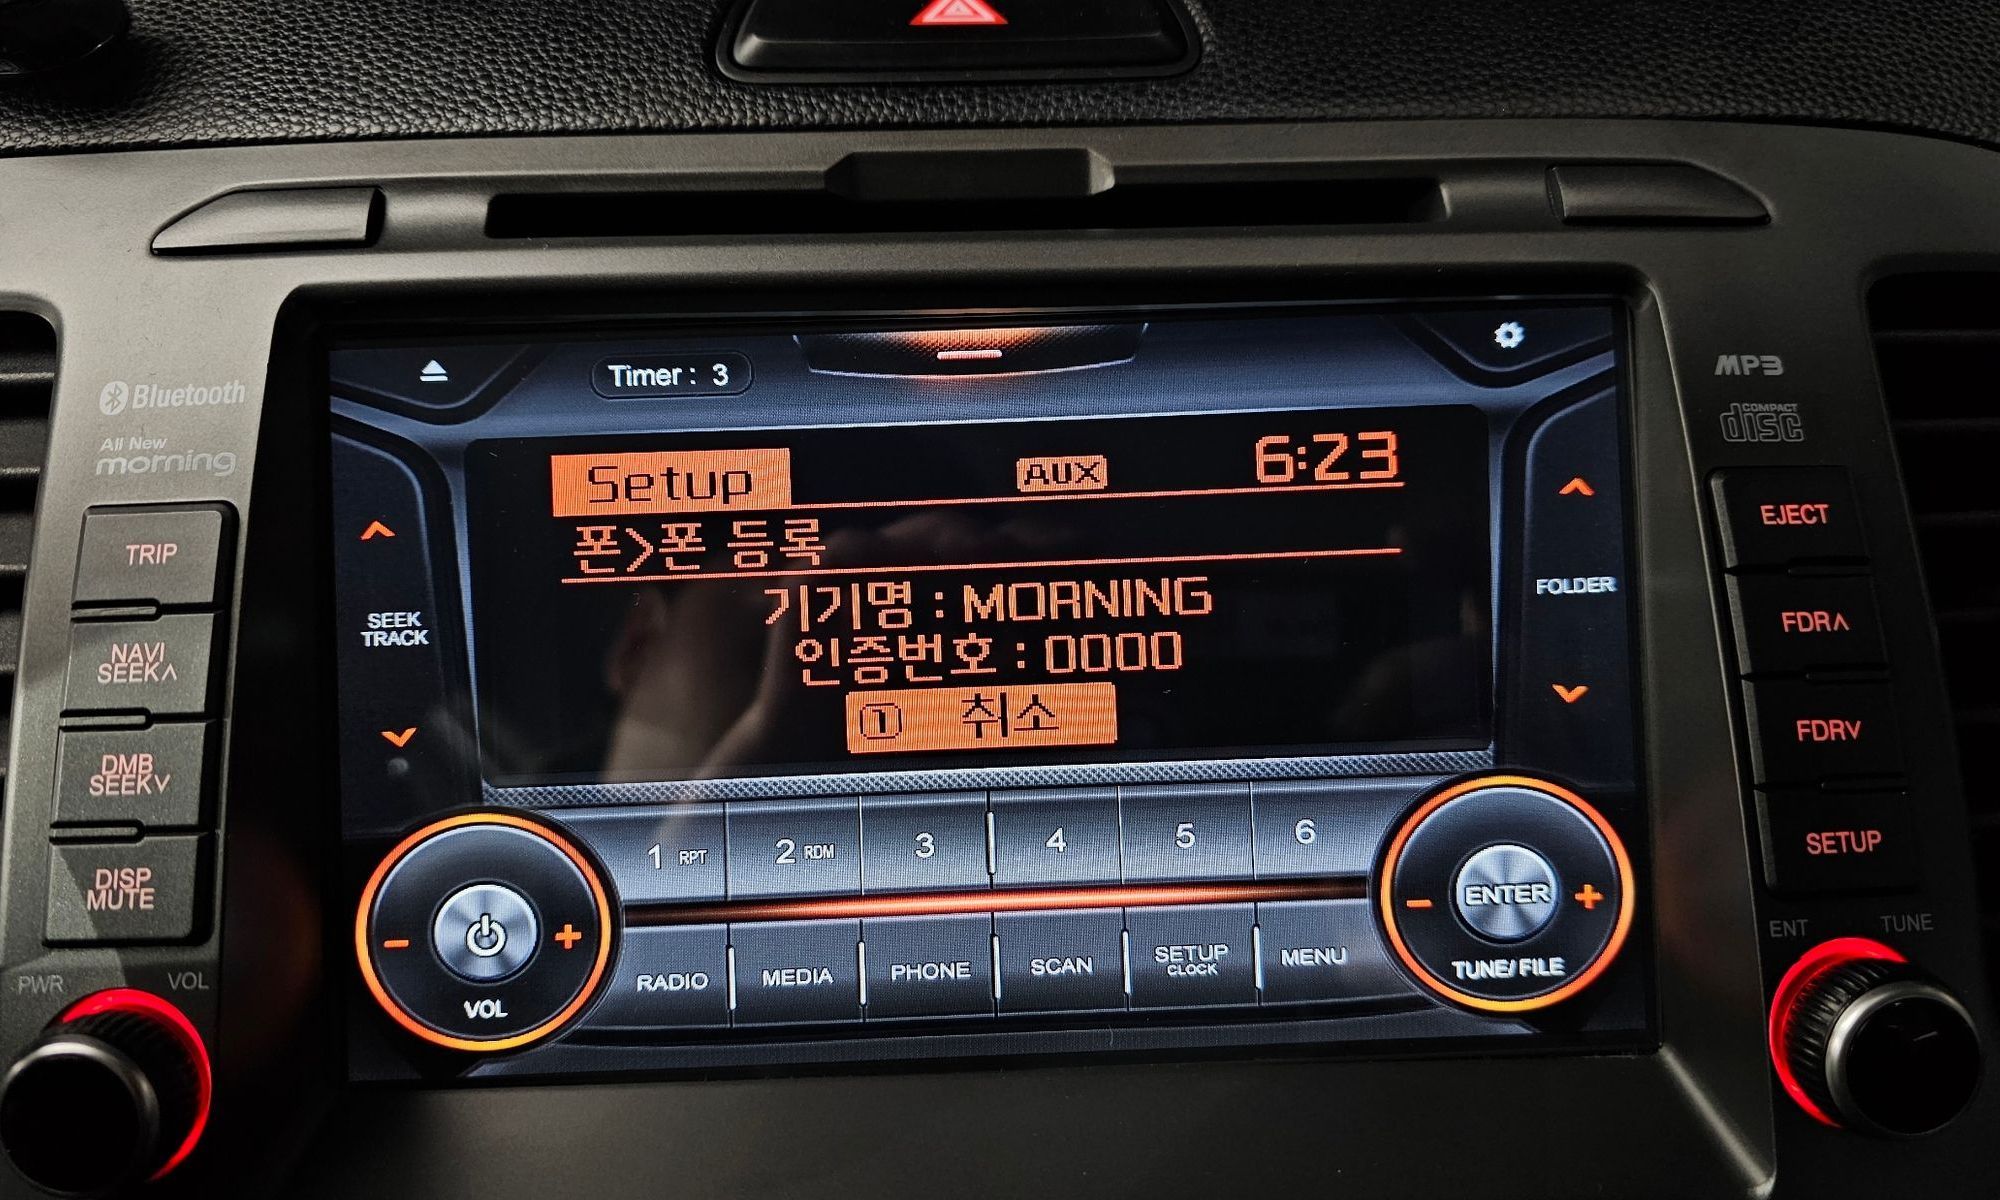 Bluetooth
All New
morning
TRIP
NAVI
SEEK∧
DMB
SEEK∨
DISP
MUTE
PWR VOL
Timer : 3
Setup AUX 6:23
폰>폰 등록
기기명 : MORNING
인증번호 : 0000
① 취소
SEEK
TRACK
FOLDER
1 RPT 2 RDM 3 4 5 6
RADIO MEDIA PHONE SCAN SETUP CLOCK MENU
VOL
ENTER
TUNE/ FILE
MP3
COMPACT
disc
EJECT
FDR∧
FDR∨
SETUP
ENT TUNE